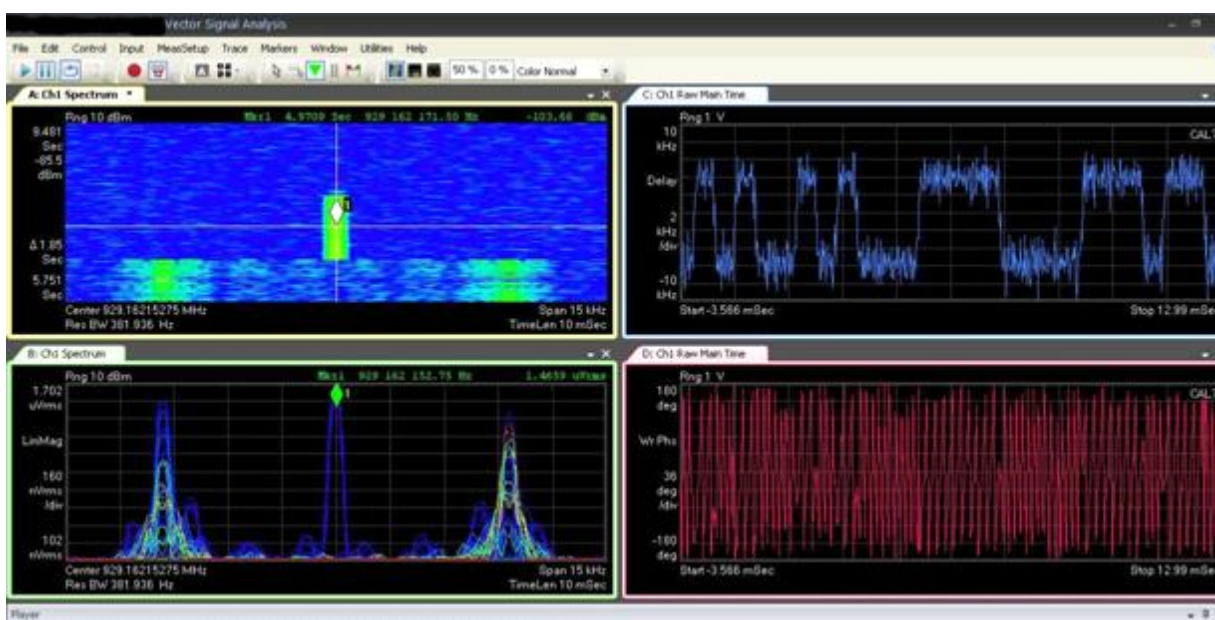 Vector Signal Analysis
File Edit Control Input MeasSetup Trace Markers Window Utilities Help
50 % 0 % Color Normal
A: Ch1 Spectrum *
Rng 10 dBm Mkr1 4.9709 Sec 929 162 171.50 Hz -103.68 dBm
9.481
Sec
-85.5
dBm
Δ 1.85
Sec
5.751
Sec
1
Center 929.16215275 MHz Span 15 kHz
Res BW 381.936 Hz TimeLen 10 mSec
C: Ch1 Raw Main Time
Rng 1 V
10
kHz
CAL?
Delay
2
kHz
/div
-10
kHz
Start -3.566 mSec Stop 12.99 mSec
B: Ch1 Spectrum
Rng 10 dBm Mkr1 929 162 152.75 Hz 1.4659 uVrms
1.702
uVrms
1
LinMag
160
nVrms
/div
102
nVrms
Center 929.16215275 MHz Span 15 kHz
Res BW 381.936 Hz TimeLen 10 mSec
D: Ch1 Raw Main Time
Rng 1 V
180
deg
CAL?
Wr Phs
36
deg
/div
-180
deg
Start -3.566 mSec Stop 12.99 mSec
Player